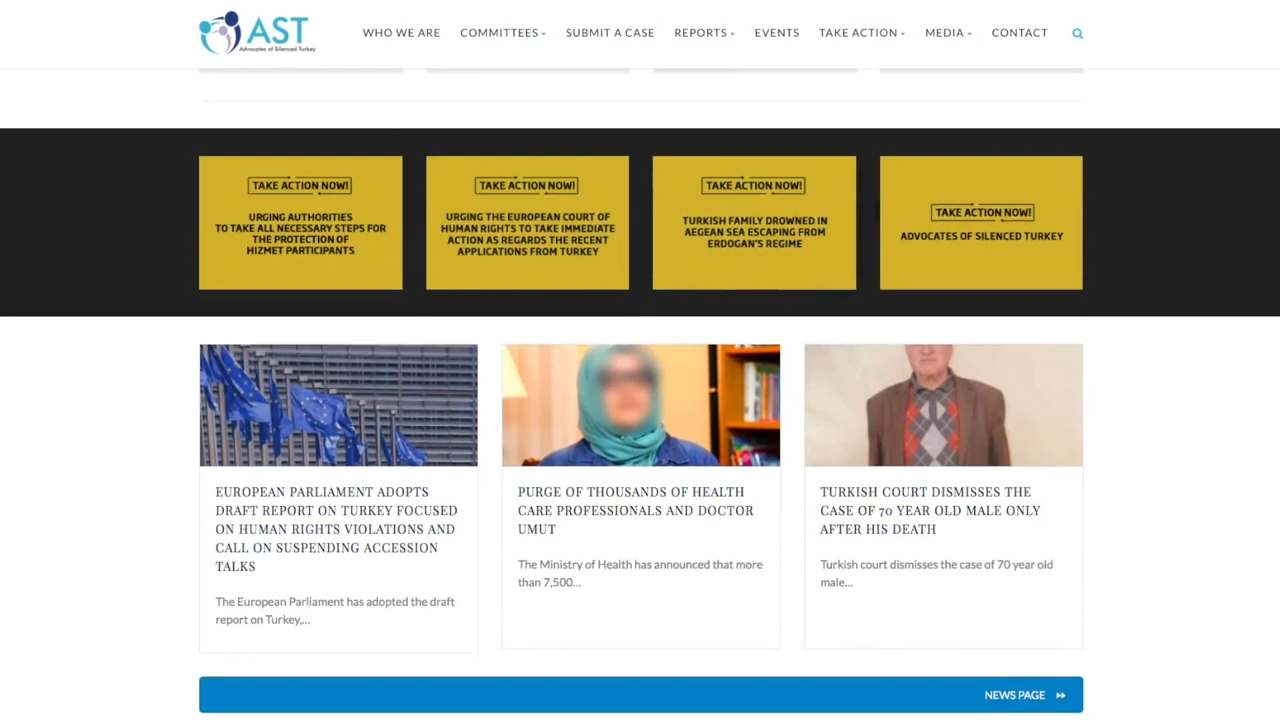 AST
Advocates of Silenced Turkey
WHO WE ARE
COMMITTEES
SUBMIT A CASE
REPORTS
EVENTS
TAKE ACTION
MEDIA
CONTACT
TAKE ACTION NOW!
URGING AUTHORITIES
TO TAKE ALL NECESSARY STEPS FOR
THE PROTECTION OF
HIZMET PARTICIPANTS
TAKE ACTION NOW!
URGING THE EUROPEAN COURT OF
HUMAN RIGHTS TO TAKE IMMEDIATE
ACTION AS REGARDS THE RECENT
APPLICATIONS FROM TURKEY
TAKE ACTION NOW!
TURKISH FAMILY DROWNED IN
AEGEAN SEA ESCAPING FROM
ERDOGAN'S REGIME
TAKE ACTION NOW!
ADVOCATES OF SILENCED TURKEY
EUROPEAN PARLIAMENT ADOPTS
DRAFT REPORT ON TURKEY FOCUSED
ON HUMAN RIGHTS VIOLATIONS AND
CALL ON SUSPENDING ACCESSION
TALKS
The European Parliament has adopted the draft
report on Turkey,...
PURGE OF THOUSANDS OF HEALTH
CARE PROFESSIONALS AND DOCTOR
UMUT
The Ministry of Health has announced that more
than 7,500...
TURKISH COURT DISMISSES THE
CASE OF 70 YEAR OLD MALE ONLY
AFTER HIS DEATH
Turkish court dismisses the case of 70 year old
male...
NEWS PAGE